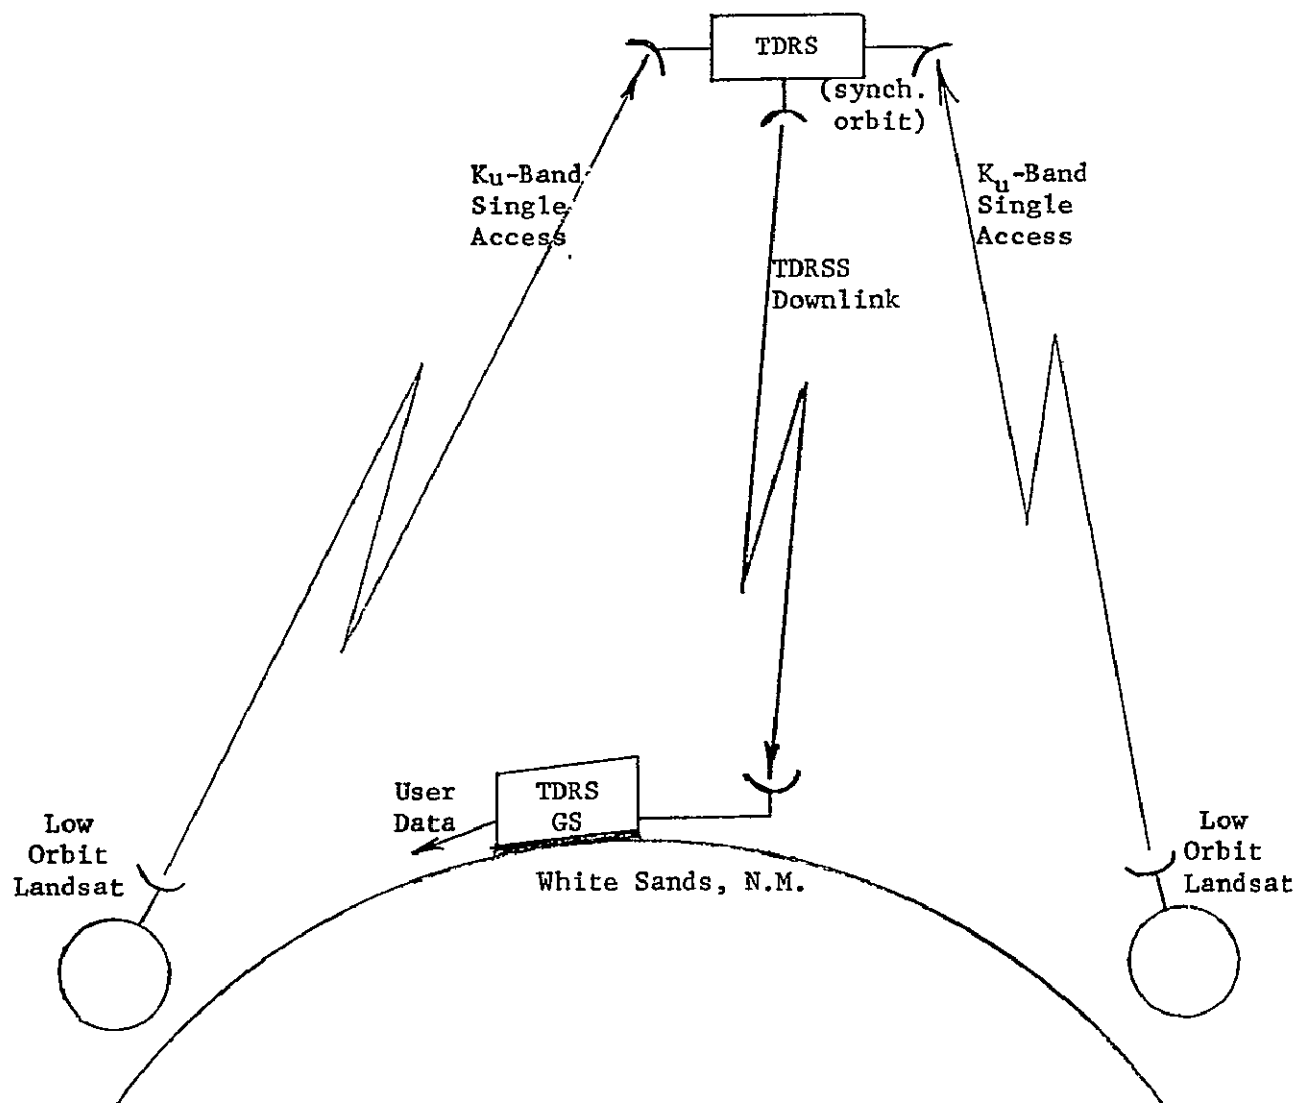 TDRS
(synch.
orbit)
Ku-Band
Single
Access
Ku-Band
Single
Access
TDRSS
Downlink
User
Data
TDRS
GS
Low
Orbit
Landsat
Low
Orbit
Landsat
White Sands, N.M.